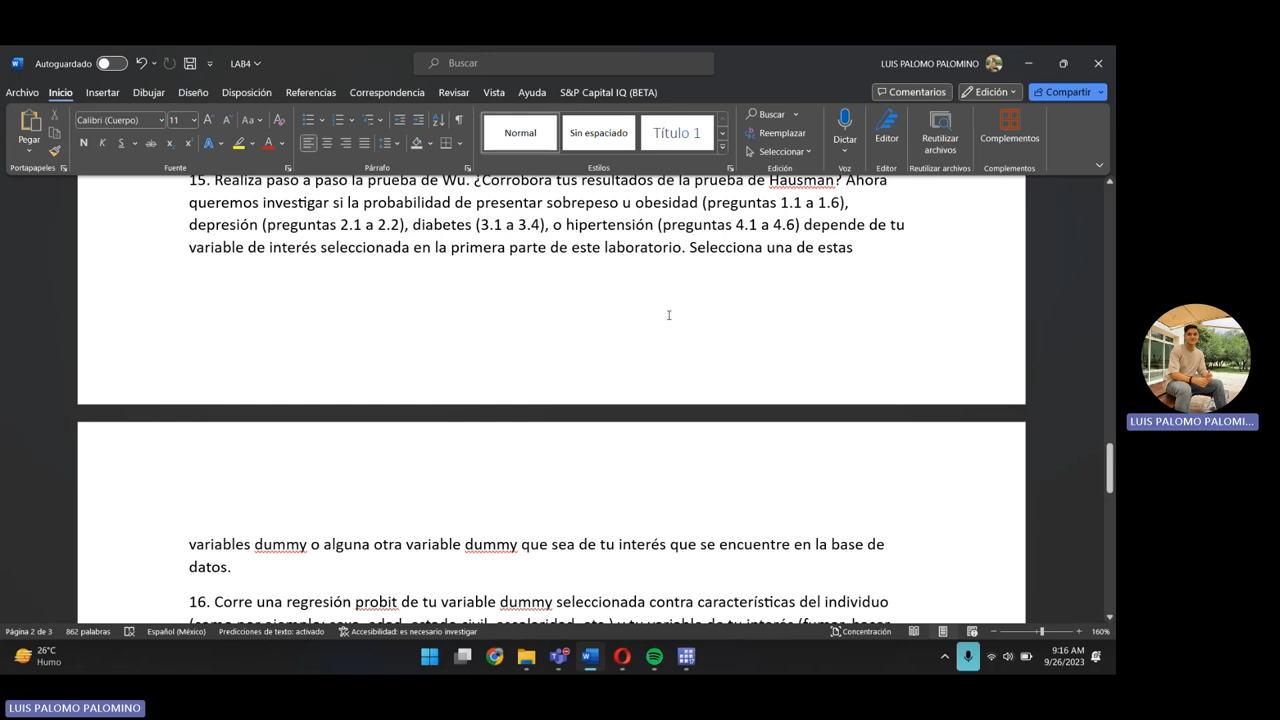 Autoguardado
LAB4
Buscar
LUIS PALOMO PALOMINO
Archivo Inicio Insertar Dibujar Diseño Disposición Referencias Correspondencia Revisar Vista Ayuda S&P Capital IQ (BETA)
Comentarios Edición Compartir
Pegar
Calibri (Cuerpo) 11
Normal
Sin espaciado
Título 1
Buscar
Reemplazar
Seleccionar
Dictar
Editor
Reutilizar archivos
Complementos
Portapapeles Fuente Párrafo Estilos Edición Voz Editor Reutilizar archivos Complementos
15. Realiza paso a paso la prueba de Wu. ¿Corrobora tus resultados de la prueba de Hausman? Ahora
queremos investigar si la probabilidad de presentar sobrepeso u obesidad (preguntas 1.1 a 1.6),
depresión (preguntas 2.1 a 2.2), diabetes (3.1 a 3.4), o hipertensión (preguntas 4.1 a 4.6) depende de tu
variable de interés seleccionada en la primera parte de este laboratorio. Selecciona una de estas
variables dummy o alguna otra variable dummy que sea de tu interés que se encuentre en la base de
datos.
16. Corre una regresión probit de tu variable dummy seleccionada contra características del individuo
Página 2 de 3 862 palabras Español (México) Predicciones de texto: activado Accesibilidad: es necesario investigar Concentración 160%
26°C
Humo
9:16 AM
9/26/2023
LUIS PALOMO PALOMI...
LUIS PALOMO PALOMINO